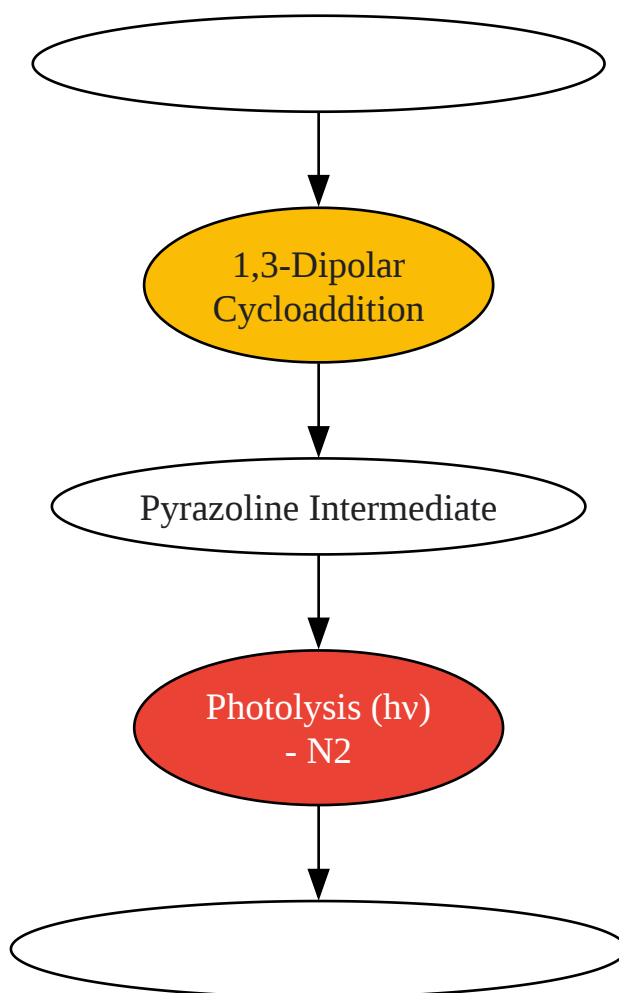 1,3-Dipolar
Cycloaddition
Pyrazoline Intermediate
Photolysis (hν)
- N2